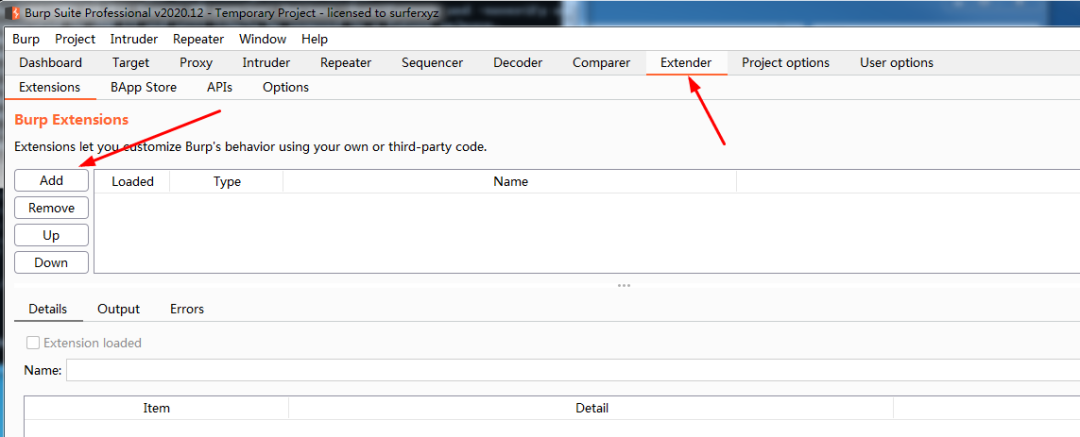 Burp Suite Professional v2020.12 - Temporary Project - licensed to surferxyz
Burp Project Intruder Repeater Window Help
Dashboard Target Proxy Intruder Repeater Sequencer Decoder Comparer Extender Project options User options
Extensions BApp Store APIs Options
Burp Extensions
Extensions let you customize Burp's behavior using your own or third-party code.
Add Loaded Type Name
Remove
Up
Down
Details Output Errors
Extension loaded
Name:
Item Detail